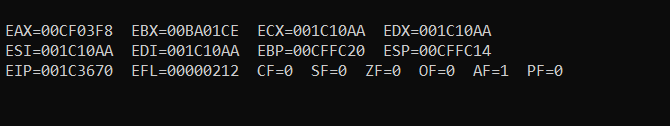 EAX=00CF03F8  EBX=00BA01CE  ECX=001C10AA  EDX=001C10AA
ESI=001C10AA  EDI=001C10AA  EBP=00CFFC20  ESP=00CFFC14
EIP=001C3670  EFL=00000212  CF=0  SF=0  ZF=0  OF=0  AF=1  PF=0